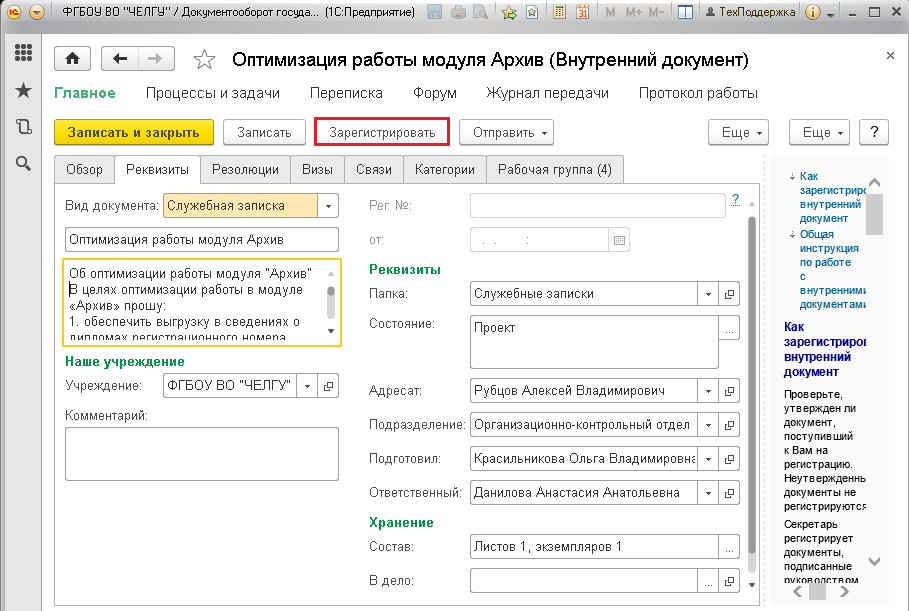 ФГБОУ ВО "ЧЕЛГУ" / Документооборот госуда... (1С:Предприятие)
M M+ M- ТехПоддержка
Оптимизация работы модуля Архив (Внутренний документ)
Главное Процессы и задачи Переписка Форум Журнал передачи Протокол работы
Записать и закрыть Записать Зарегистрировать Отправить Еще Еще ?
Обзор Реквизиты Резолюции Визы Связи Категории Рабочая группа (4)
Вид документа: Служебная записка
Оптимизация работы модуля Архив
Об оптимизации работы модуля "Архив"
В целях оптимизации работы в модуле
«Архив» прошу:
1. обеспечить выгрузку в сведениях о
дипломах регистрационного номера
Наше учреждение
Учреждение: ФГБОУ ВО "ЧЕЛГУ"
Комментарий:
Рег. №: ?
от: . . :
Реквизиты
Папка: Служебные записки
Состояние: Проект ...
Адресат: Рубцов Алексей Владимирович
Подразделение: Организационно-контрольный отдел
Подготовил: Красильникова Ольга Владимировна
Ответственный: Данилова Анастасия Анатольевна
Хранение
Состав: Листов 1, экземпляров 1 ...
В дело: ...
Как
зарегистриро
внутренний
документ
Общая
инструкция
по работе
с
внутренними
документами
Как
зарегистриров
внутренний
документ
Проверьте,
утвержден ли
документ,
поступивший
к Вам на
регистрацию.
Неутвержденны
документы не
регистрируются
Секретарь
регистрирует
документы,
подписанные
руководством